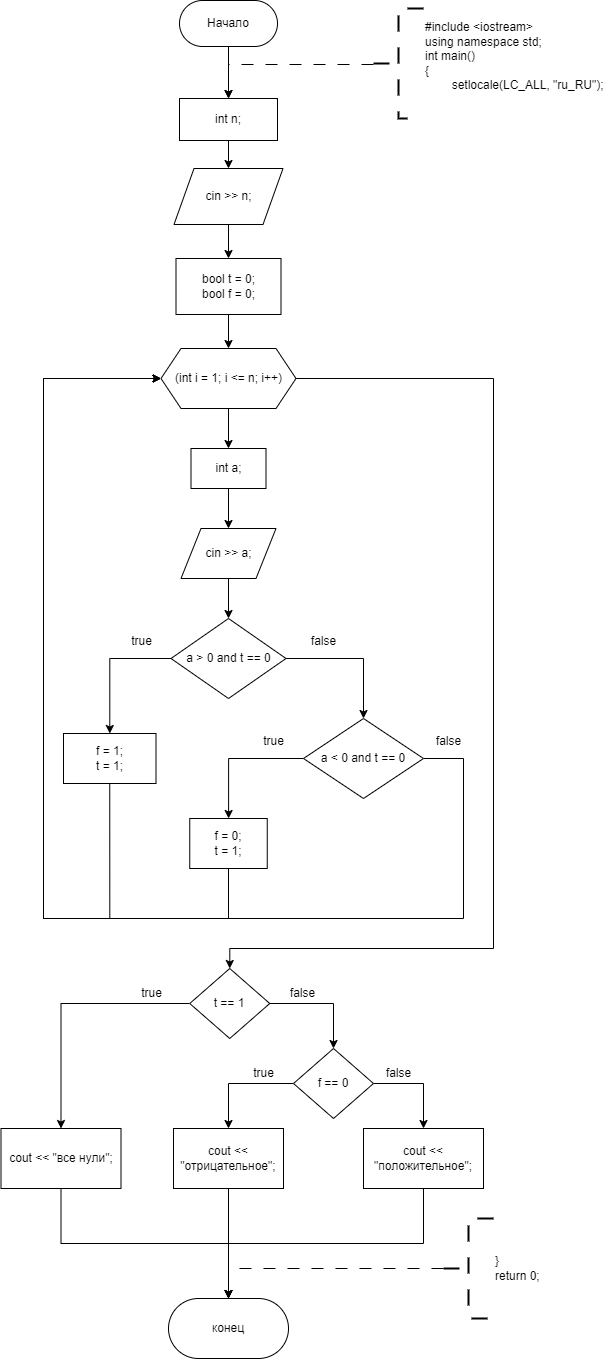 Начало
#include <iostream>
using namespace std;
int main()
{
setlocale(LC_ALL, "ru_RU");
int n;
cin >> n;
bool t = 0;
bool f = 0;
(int i = 1; i <= n; i++)
int a;
cin >> a;
true
false
a > 0 and t == 0
true
false
f = 1;
t = 1;
a < 0 and t == 0
f = 0;
t = 1;
true
false
t == 1
true
false
f == 0
cout << "все нули";
cout <<
"отрицательное";
cout <<
"положительное";
}
return 0;
конец